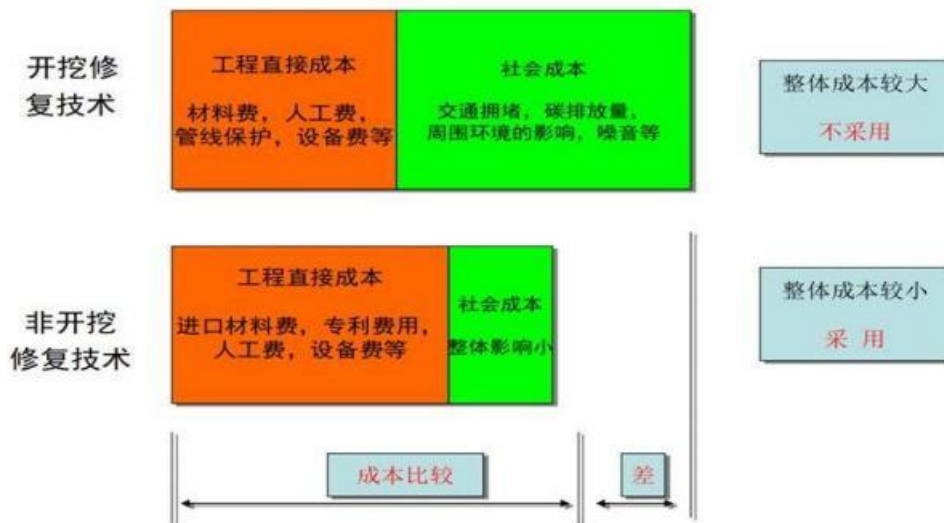 开挖修
复技术
工程直接成本
材料费，人工费，
管线保护，设备费等
社会成本
交通拥堵，碳排放量，
周围环境的影响，噪音等
整体成本较大
不采用
非开挖
修复技术
工程直接成本
进口材料费，专利费用，
人工费，设备费等
社会成本
整体影响小
整体成本较小
采 用
成本比较
差